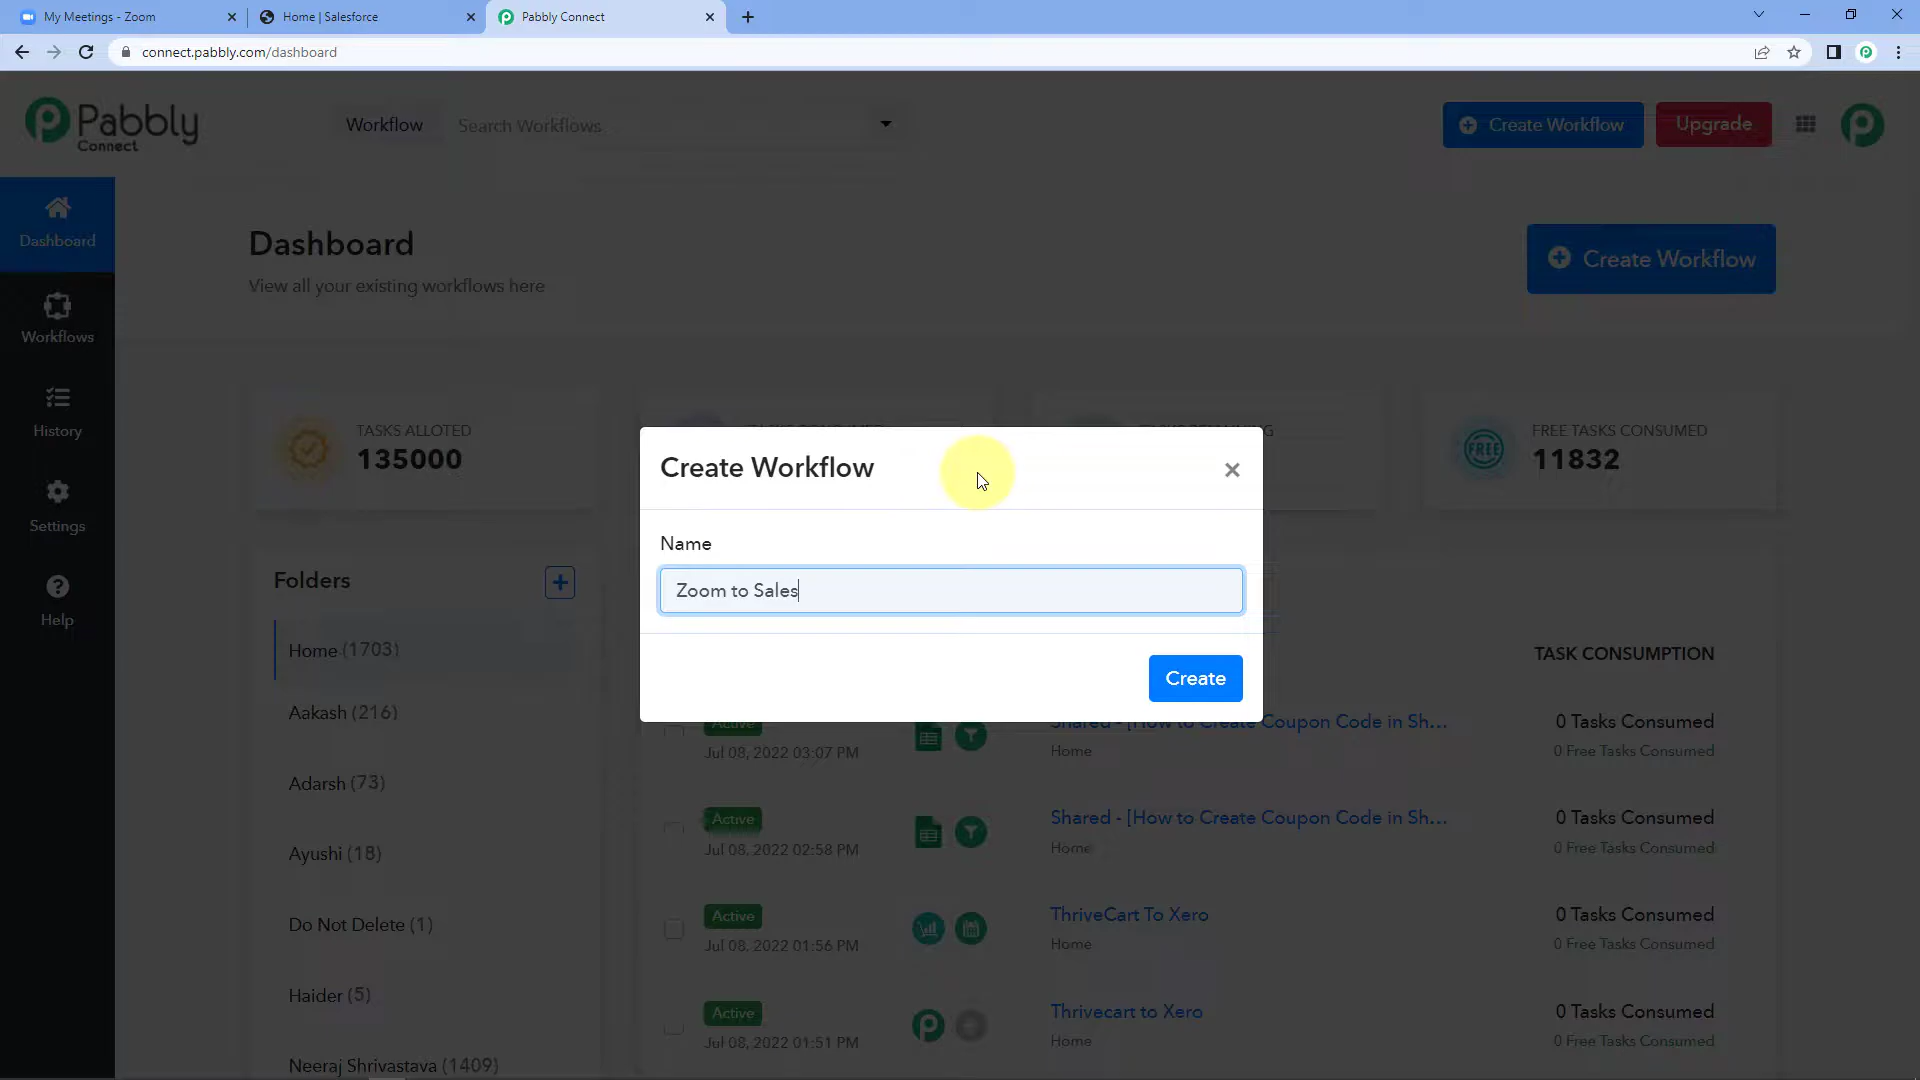 My Meetings - Zoom
Home | Salesforce
Pabbly Connect
connect.pabbly.com/dashboard
Pabbly
Connect
Workflow
Search Workflows
Create Workflow
Upgrade
Dashboard
Workflows
History
Settings
Help
Dashboard
View all your existing workflows here
Create Workflow
TASKS ALLOTED
135000
FREE TASKS CONSUMED
11832
FREE
Create Workflow
Name
Zoom to Sales
Create
Folders
Home (1703)
Aakash (216)
Adarsh (73)
Ayushi (18)
Do Not Delete (1)
Haider (5)
Neeraj Shrivastava (1409)
TASK CONSUMPTION
Active
Jul 08, 2022 03:07 PM
Shared - [How to Create Coupon Code in Sh...
Home
0 Tasks Consumed
0 Free Tasks Consumed
Active
Jul 08, 2022 02:58 PM
Shared - [How to Create Coupon Code in Sh...
Home
0 Tasks Consumed
0 Free Tasks Consumed
Active
Jul 08, 2022 01:56 PM
ThriveCart To Xero
Home
0 Tasks Consumed
0 Free Tasks Consumed
Active
Jul 08, 2022 01:51 PM
Thrivecart to Xero
Home
0 Tasks Consumed
0 Free Tasks Consumed